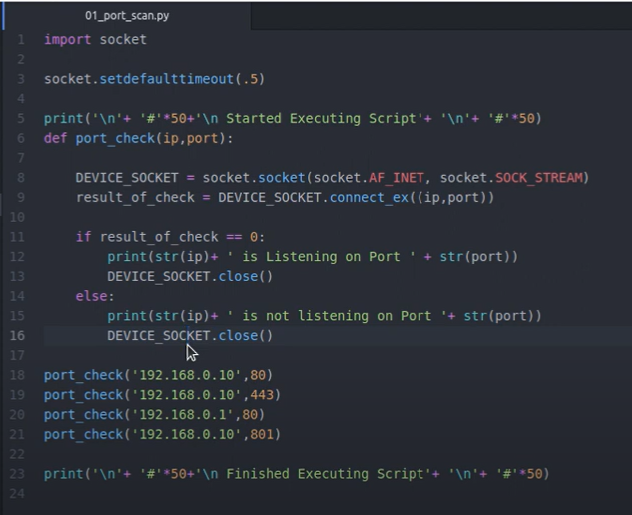 01_port_scan.py
1 import socket
2
3 socket.setdefaulttimeout(.5)
4
5 print('\n'+ '#'*50+'\n Started Executing Script'+ '\n'+ '#'*50)
6 def port_check(ip,port):
7
8 DEVICE_SOCKET = socket.socket(socket.AF_INET, socket.SOCK_STREAM)
9 result_of_check = DEVICE_SOCKET.connect_ex((ip,port))
10
11 if result_of_check == 0:
12 print(str(ip)+ ' is Listening on Port ' + str(port))
13 DEVICE_SOCKET.close()
14 else:
15 print(str(ip)+ ' is not listening on Port '+ str(port))
16 DEVICE_SOCKET.close()
17
18 port_check('192.168.0.10',80)
19 port_check('192.168.0.10',443)
20 port_check('192.168.0.1',80)
21 port_check('192.168.0.10',801)
22
23 print('\n'+ '#'*50+'\n Finished Executing Script'+ '\n'+ '#'*50)
24